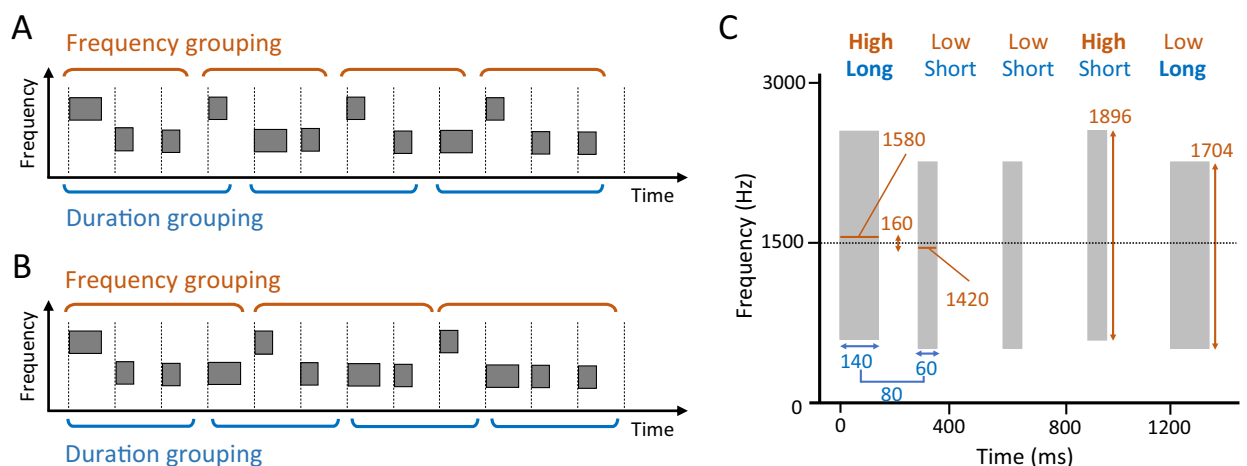 A
Frequency grouping
Frequency
Time
Duration grouping
B
Frequency grouping
Frequency
Time
Duration grouping
C
High Low Low High Low
Long Short Short Short Long
3000
1896
1580
1704
160
1500
1420
140
60
80
0
0 400 800 1200
Frequency (Hz)
Time (ms)